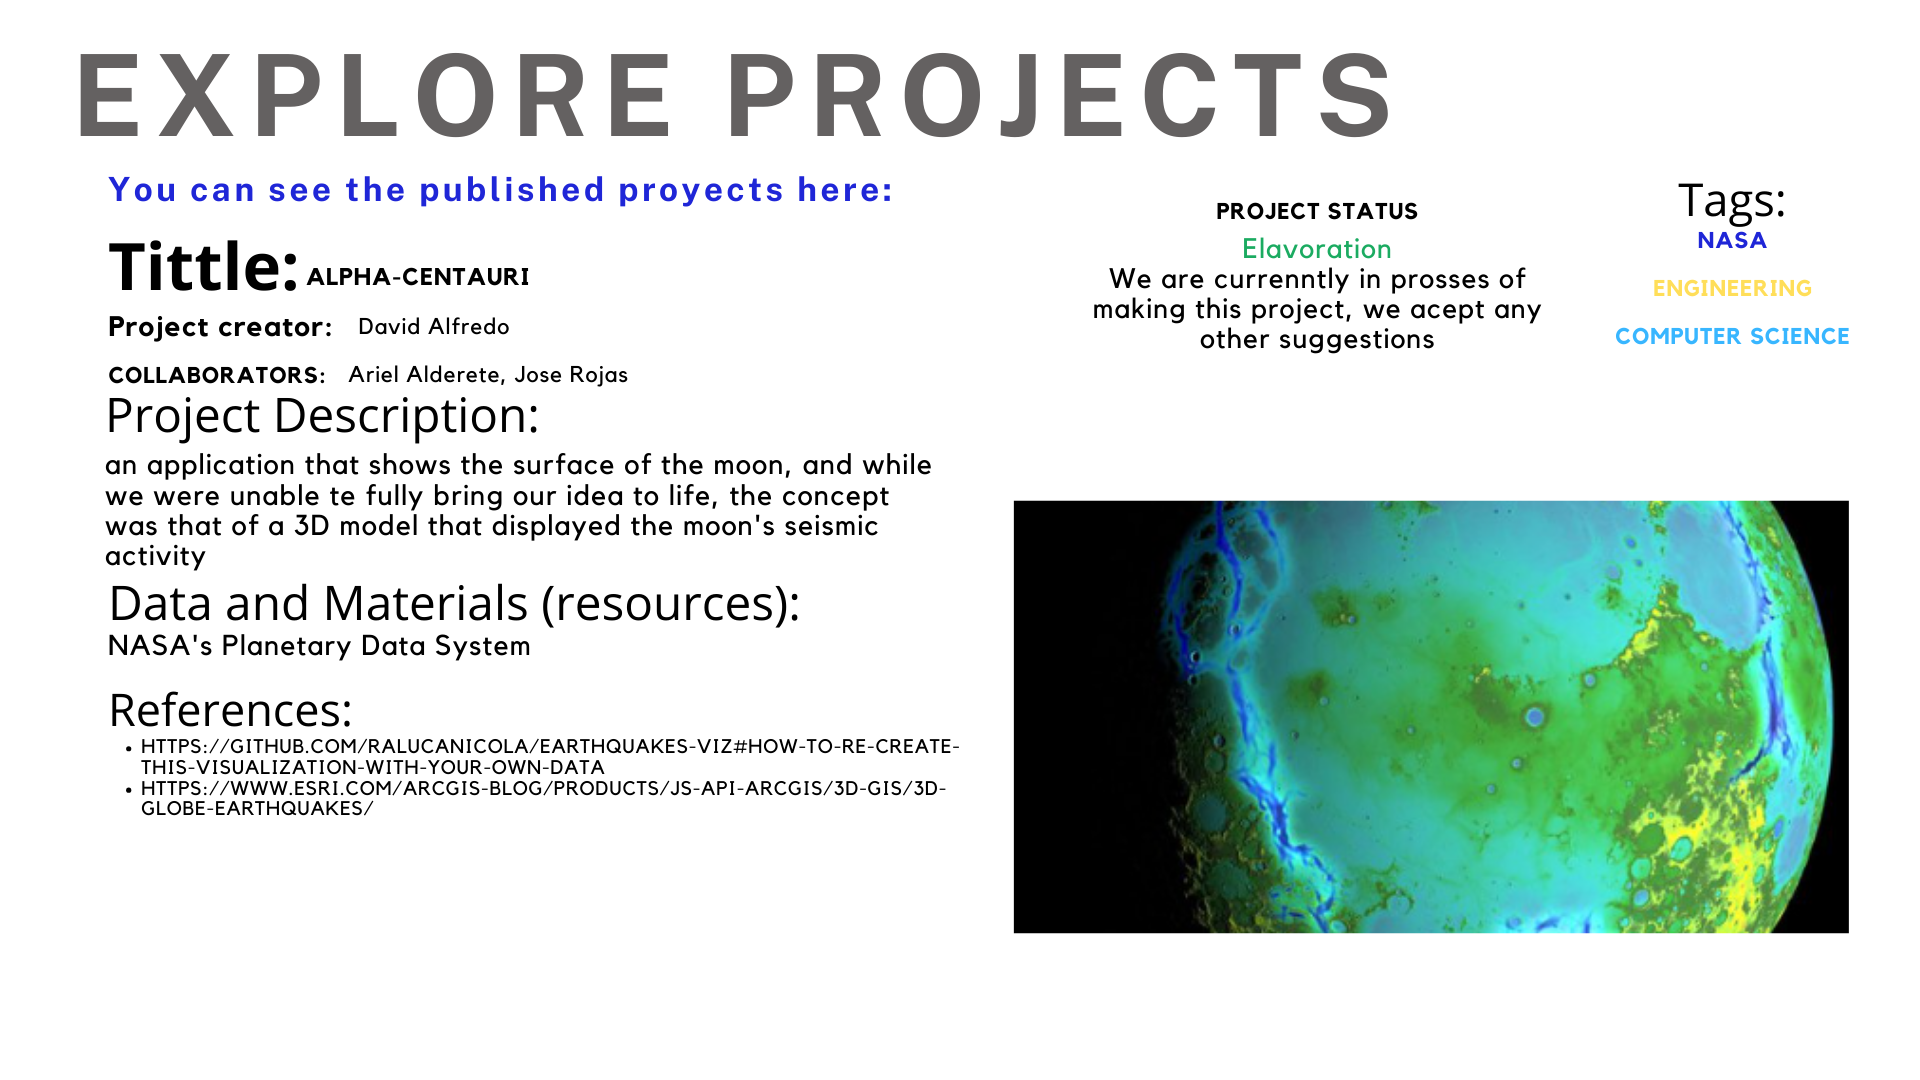 EXPLORE PROJECTS
You can see the published proyects here:
Tittle: ALPHA-CENTAURI
Project creator: David Alfredo
COLLABORATORS: Ariel Alderete, Jose Rojas
Project Description:
an application that shows the surface of the moon, and while
we were unable te fully bring our idea to life, the concept
was that of a 3D model that displayed the moon's seismic
activity
Data and Materials (resources):
NASA's Planetary Data System
References:
• HTTPS://GITHUB.COM/RALUCANICOLA/EARTHQUAKES-VIZ#HOW-TO-RE-CREATE-
THIS-VISUALIZATION-WITH-YOUR-OWN-DATA
• HTTPS://WWW.ESRI.COM/ARCGIS-BLOG/PRODUCTS/JS-API-ARCGIS/3D-GIS/3D-
GLOBE-EARTHQUAKES/
PROJECT STATUS
Elavoration
We are currenntly in prosses of
making this project, we acept any
other suggestions
Tags:
NASA
ENGINEERING
COMPUTER SCIENCE